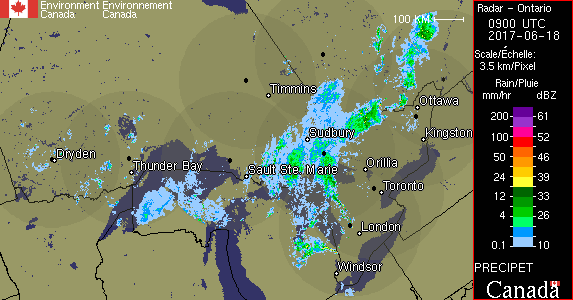 Environment Environnement
Canada Canada
100 KM
Timmins
Ottawa
Sudbury
Kingston
Dryden
Thunder Bay
Sault Ste. Marie
Orillia
Toronto
London
Windsor
Radar – Ontario
0900 UTC
2017-06-18
Scale/Échelle:
3.5 km/Pixel
Rain/Pluie
mm/hr dBZ
200 61
100 52
50 46
24 39
12 33
4 26
0.1 10
PRECIPET
Canada